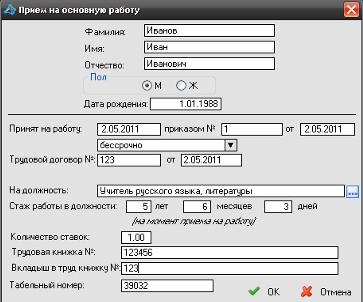 Прием на основную работу
Фамилия: Иванов
Имя: Иван
Отчество: Иванович
Пол
М Ж
Дата рождения: 1.01.1988
Принят на работу: 2.05.2011 приказом № 1 от 2.05.2011
бессрочно
Трудовой договор №: 123 от 2.05.2011
На должность: Учитель русского языка, литературы ...
Стаж работы в должности: 5 лет 6 месяцев 3 дней
(на момент приема на работу)
Количество ставок: 1.00
Трудовая книжка №: 123456
Вкладыш в труд книжку №: 123
Табельный номер: 39032
OK Отмена